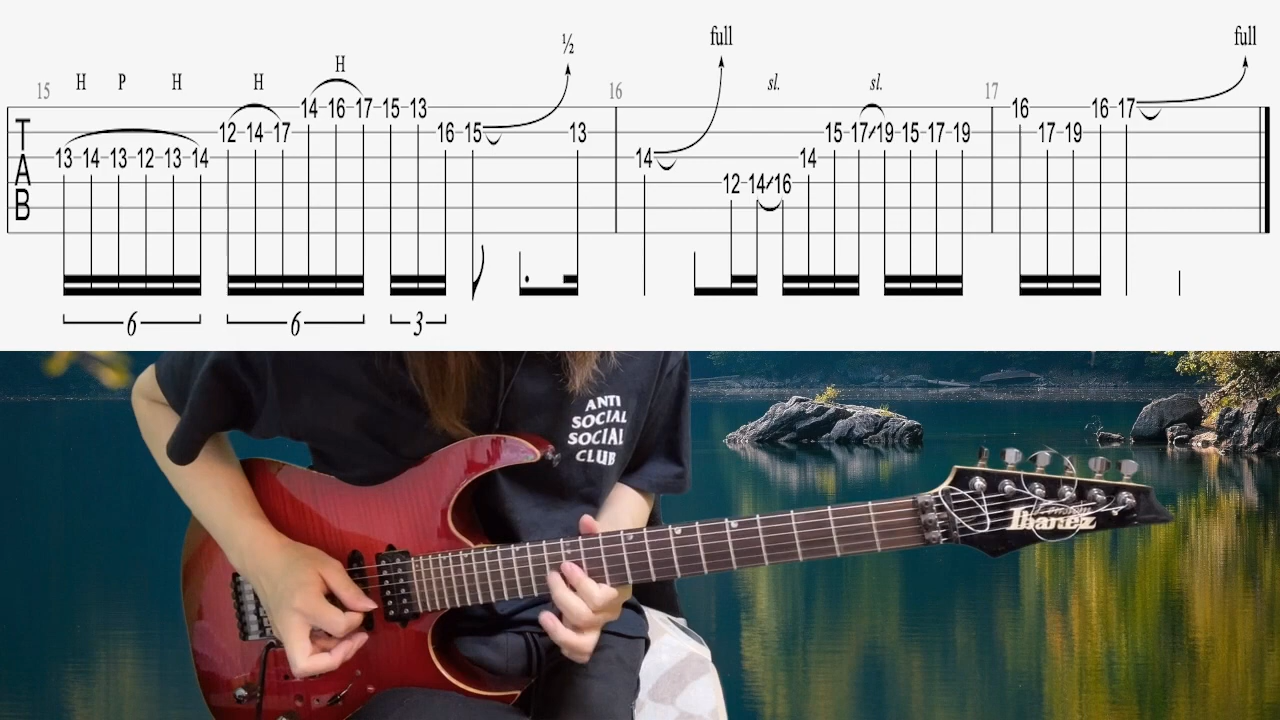 ½
full
full
H
15 H P H H sl. sl. 16 17
14 16 17 15 13 16 16 17
T 12 14 17 16 15 13 15 17 19 15 17 19 17 19
A 13 14 13 12 13 14 14 14
B 12 14 16
6 6 3
ANTI
SOCIAL
SOCIAL
CLUB
Ibanez